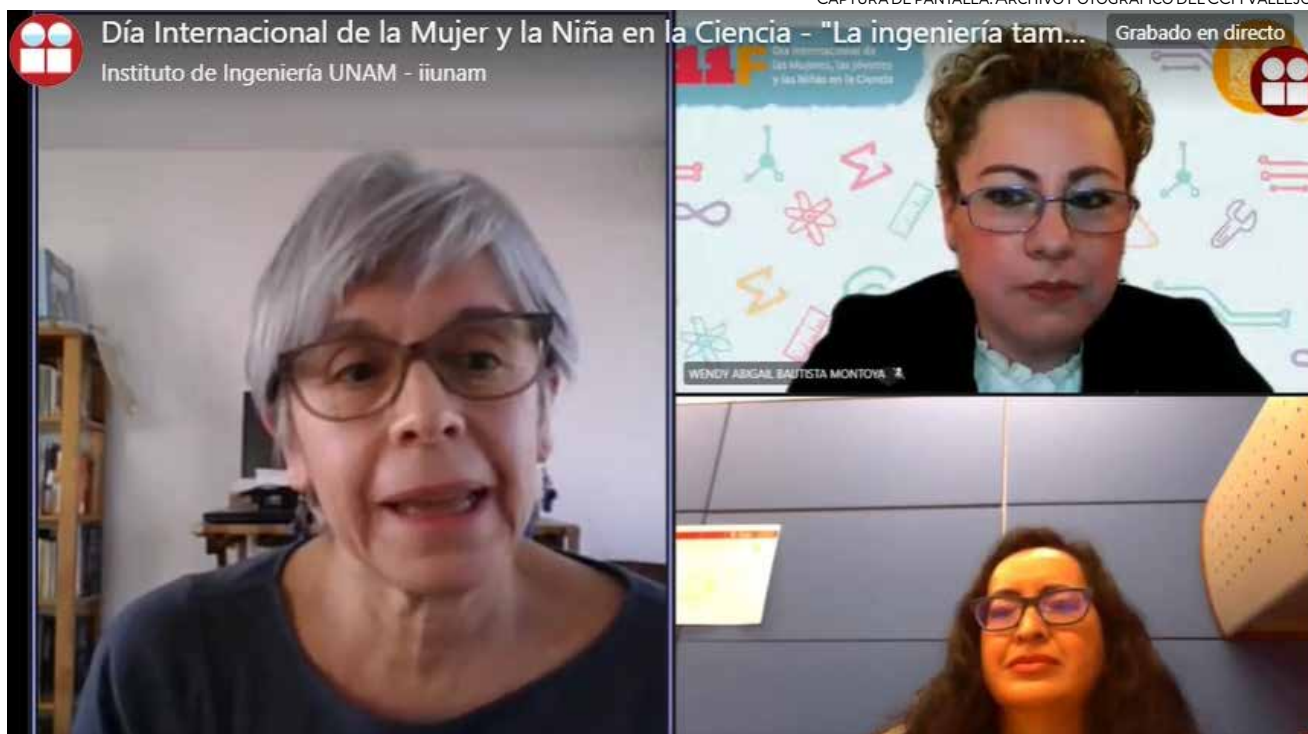 CAPTURA DE PANTALLA: ARCHIVO FOTOGRÁFICO DEL CCH VALLEJO
Día Internacional de la Mujer y la Niña en la Ciencia - "La ingeniería tam...
Grabado en directo
Instituto de Ingeniería UNAM - iiunam
11F
Día Internacional de
las Mujeres, las jóvenes
y las Niñas en la Ciencia
WENDY ABIGAIL BAUTISTA MONTOYA